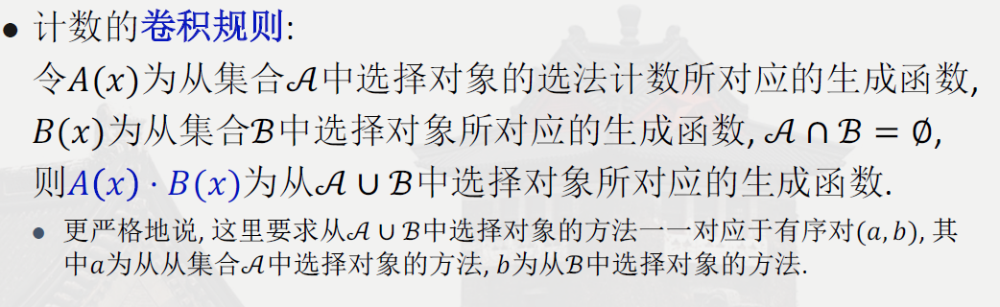 • 计数的卷积规则:
令A(x)为从集合𝒜中选择对象的选法计数所对应的生成函数,
B(x)为从集合ℬ中选择对象所对应的生成函数, 𝒜 ∩ ℬ = ∅,
则A(x) · B(x)为从𝒜 ∪ ℬ中选择对象所对应的生成函数.
• 更严格地说, 这里要求从𝒜 ∪ ℬ中选择对象的方法一一对应于有序对(a, b), 其
中a为从从集合𝒜中选择对象的方法, b为从ℬ中选择对象的方法.